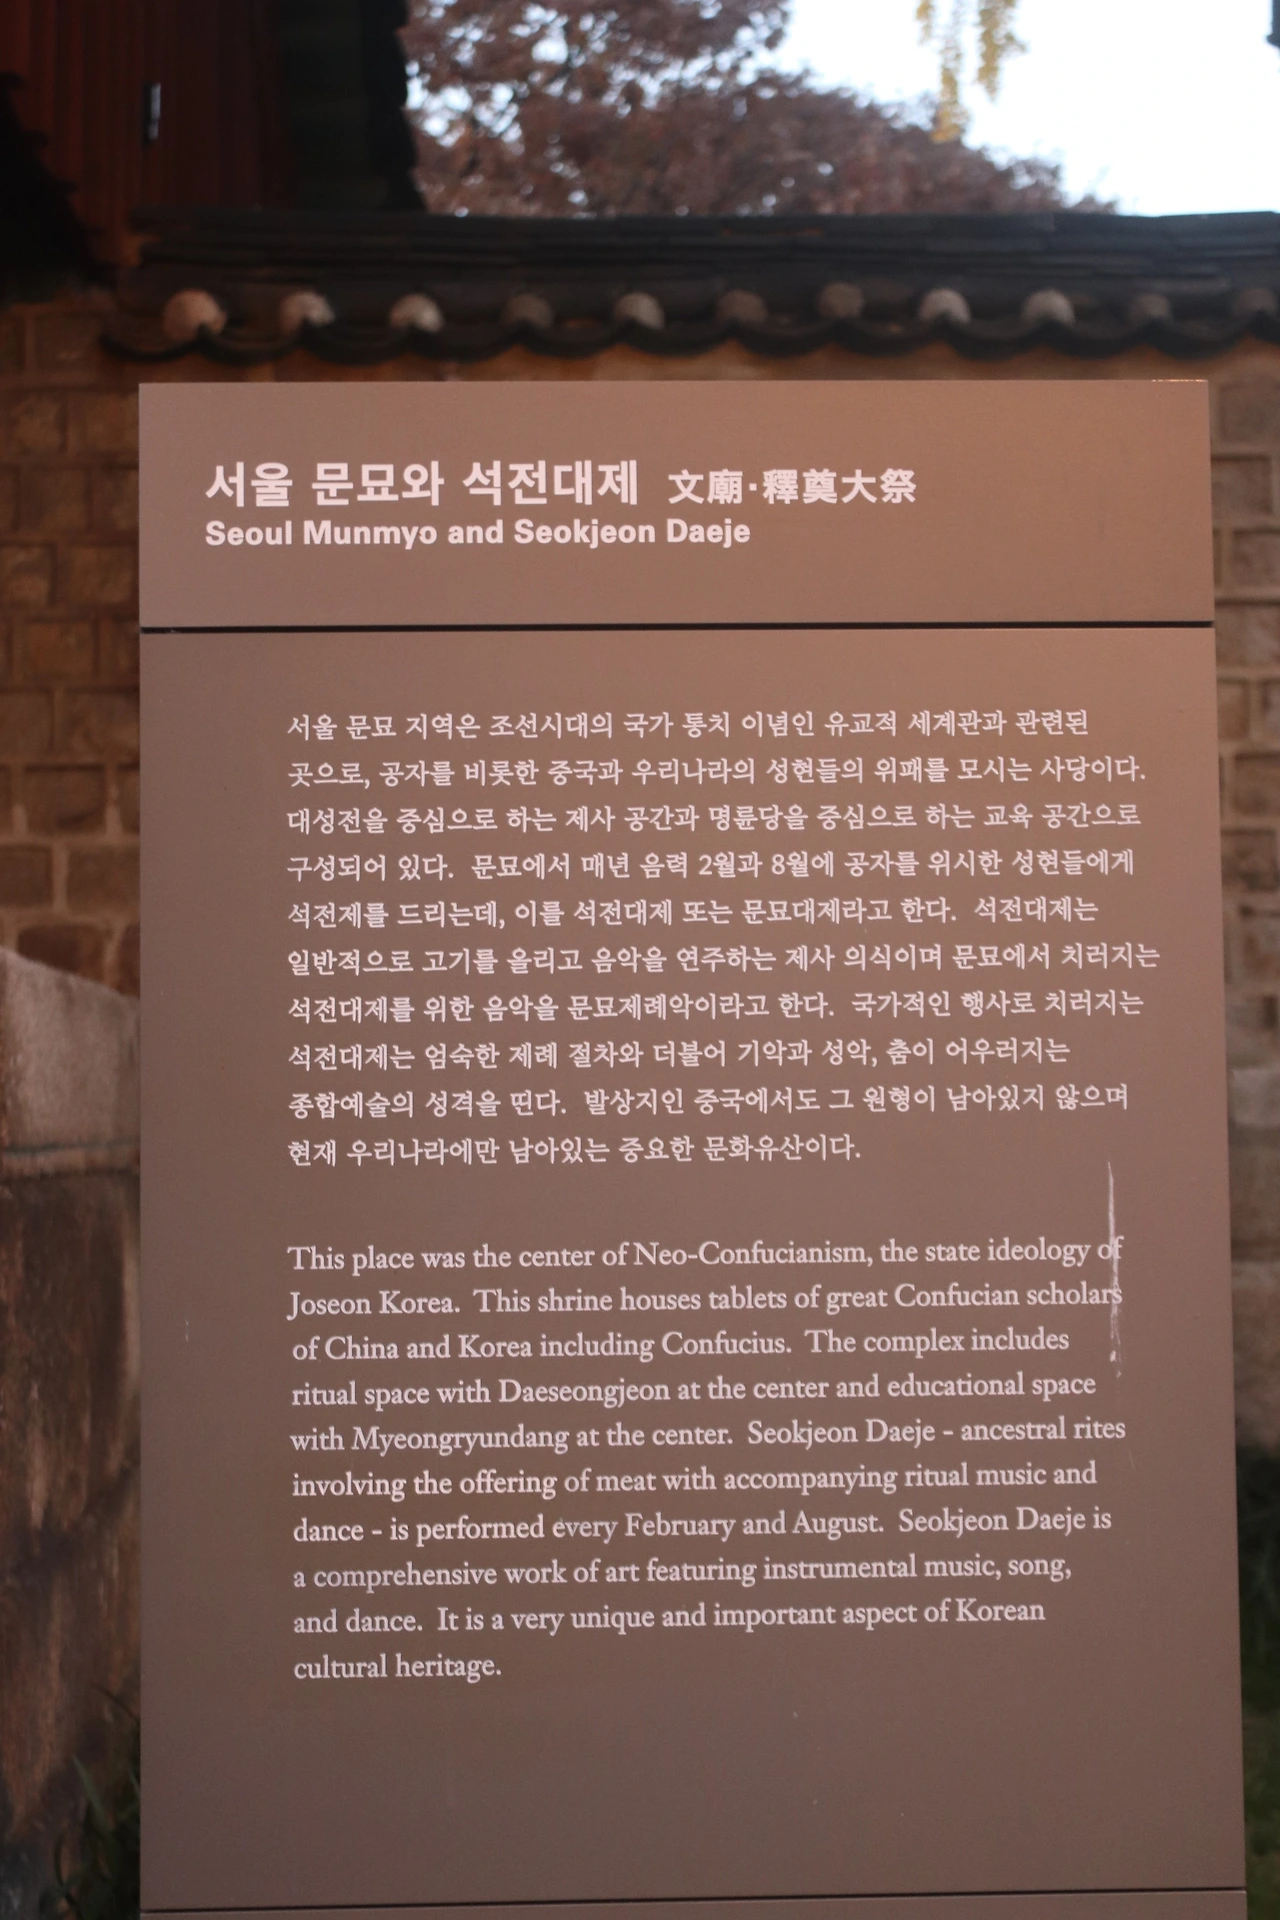 서울 문묘와 석전대제 文廟·釋奠大祭
Seoul Munmyo and Seokjeon Daeje
서울 문묘 지역은 조선시대의 국가 통치 이념인 유교적 세계관과 관련된
곳으로, 공자를 비롯한 중국과 우리나라의 성현들의 위패를 모시는 사당이다.
대성전을 중심으로 하는 제사 공간과 명륜당을 중심으로 하는 교육 공간으로
구성되어 있다. 문묘에서 매년 음력 2월과 8월에 공자를 위시한 성현들에게
석전제를 드리는데, 이를 석전대제 또는 문묘대제라고 한다. 석전대제는
일반적으로 고기를 올리고 음악을 연주하는 제사 의식이며 문묘에서 치러지는
석전대제를 위한 음악을 문묘제례악이라고 한다. 국가적인 행사로 치러지는
석전대제는 엄숙한 제례 절차와 더불어 기악과 성악, 춤이 어우러지는
종합예술의 성격을 띤다. 발상지인 중국에서도 그 원형이 남아있지 않으며
현재 우리나라에만 남아있는 중요한 문화유산이다.
This place was the center of Neo-Confucianism, the state ideology of
Joseon Korea. This shrine houses tablets of great Confucian scholars
of China and Korea including Confucius. The complex includes
ritual space with Daeseongjeon at the center and educational space
with Myeongryundang at the center. Seokjeon Daeje - ancestral rites
involving the offering of meat with accompanying ritual music and
dance - is performed every February and August. Seokjeon Daeje is
a comprehensive work of art featuring instrumental music, song,
and dance. It is a very unique and important aspect of Korean
cultural heritage.